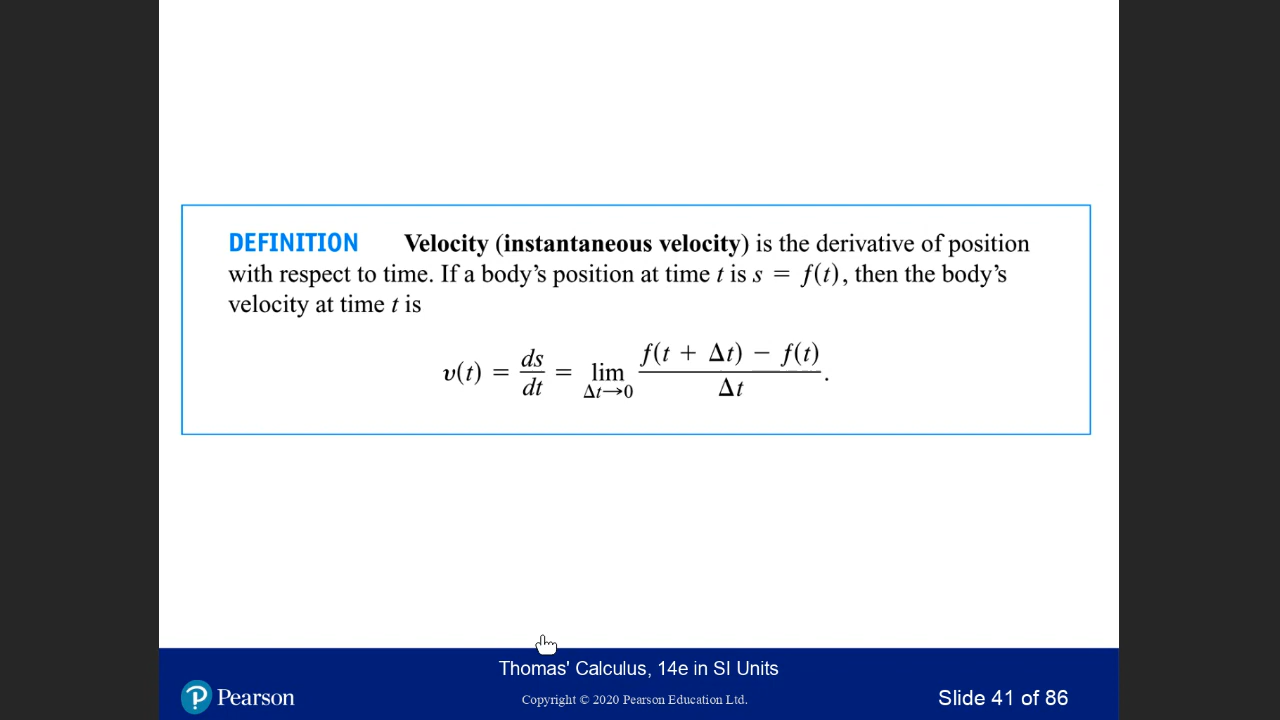 DEFINITION Velocity (instantaneous velocity) is the derivative of position
with respect to time. If a body’s position at time t is s = f(t), then the body’s
velocity at time t is
v(t) = ds/dt = lim Δt→0 f(t + Δt) − f(t) / Δt .
Thomas' Calculus, 14e in SI Units
Pearson
Copyright © 2020 Pearson Education Ltd.
Slide 41 of 86